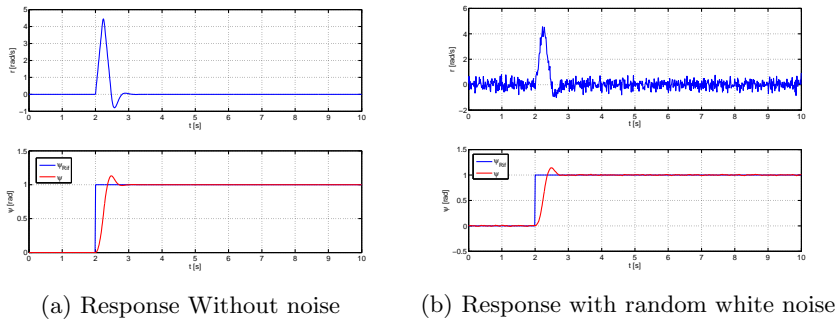 5
4
3
2
1
0
−1
r [rad/s]
0 1 2 3 4 5 6 7 8 9 10
t [s]
1.5
1
0.5
0
ψ [rad]
ψRif
ψ
0 1 2 3 4 5 6 7 8 9 10
t [s]
(a) Response Without noise
6
4
2
0
−2
r [rad/s]
0 1 2 3 4 5 6 7 8 9 10
t [s]
1.5
1
0.5
0
−0.5
ψ [rad]
ψRif
ψ
0 1 2 3 4 5 6 7 8 9 10
t [s]
(b) Response with random white noise